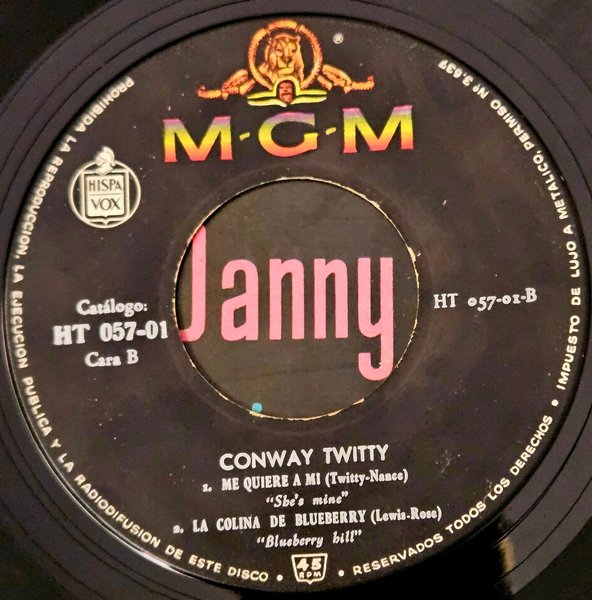 ®
M-G-M
HISPA
VOX
Catálogo:
HT 057-01
Cara B
Janny
HT 057-01-B
CONWAY TWITTY
1. ME QUIERE A MI (Twitty-Nance)
"She's mine"
2. LA COLINA DE BLUEBERRY (Lewis-Rose)
"Blueberry hill"
45
RPM
PROHIBIDA LA REPRODUCCION, LA EJECUCION PUBLICA Y LA RADIODIFUSION DE ESTE DISCO • • RESERVADOS TODOS LOS DERECHOS • IMPUESTO DE LUJO A METALICO, PERMISO Nº 3.639